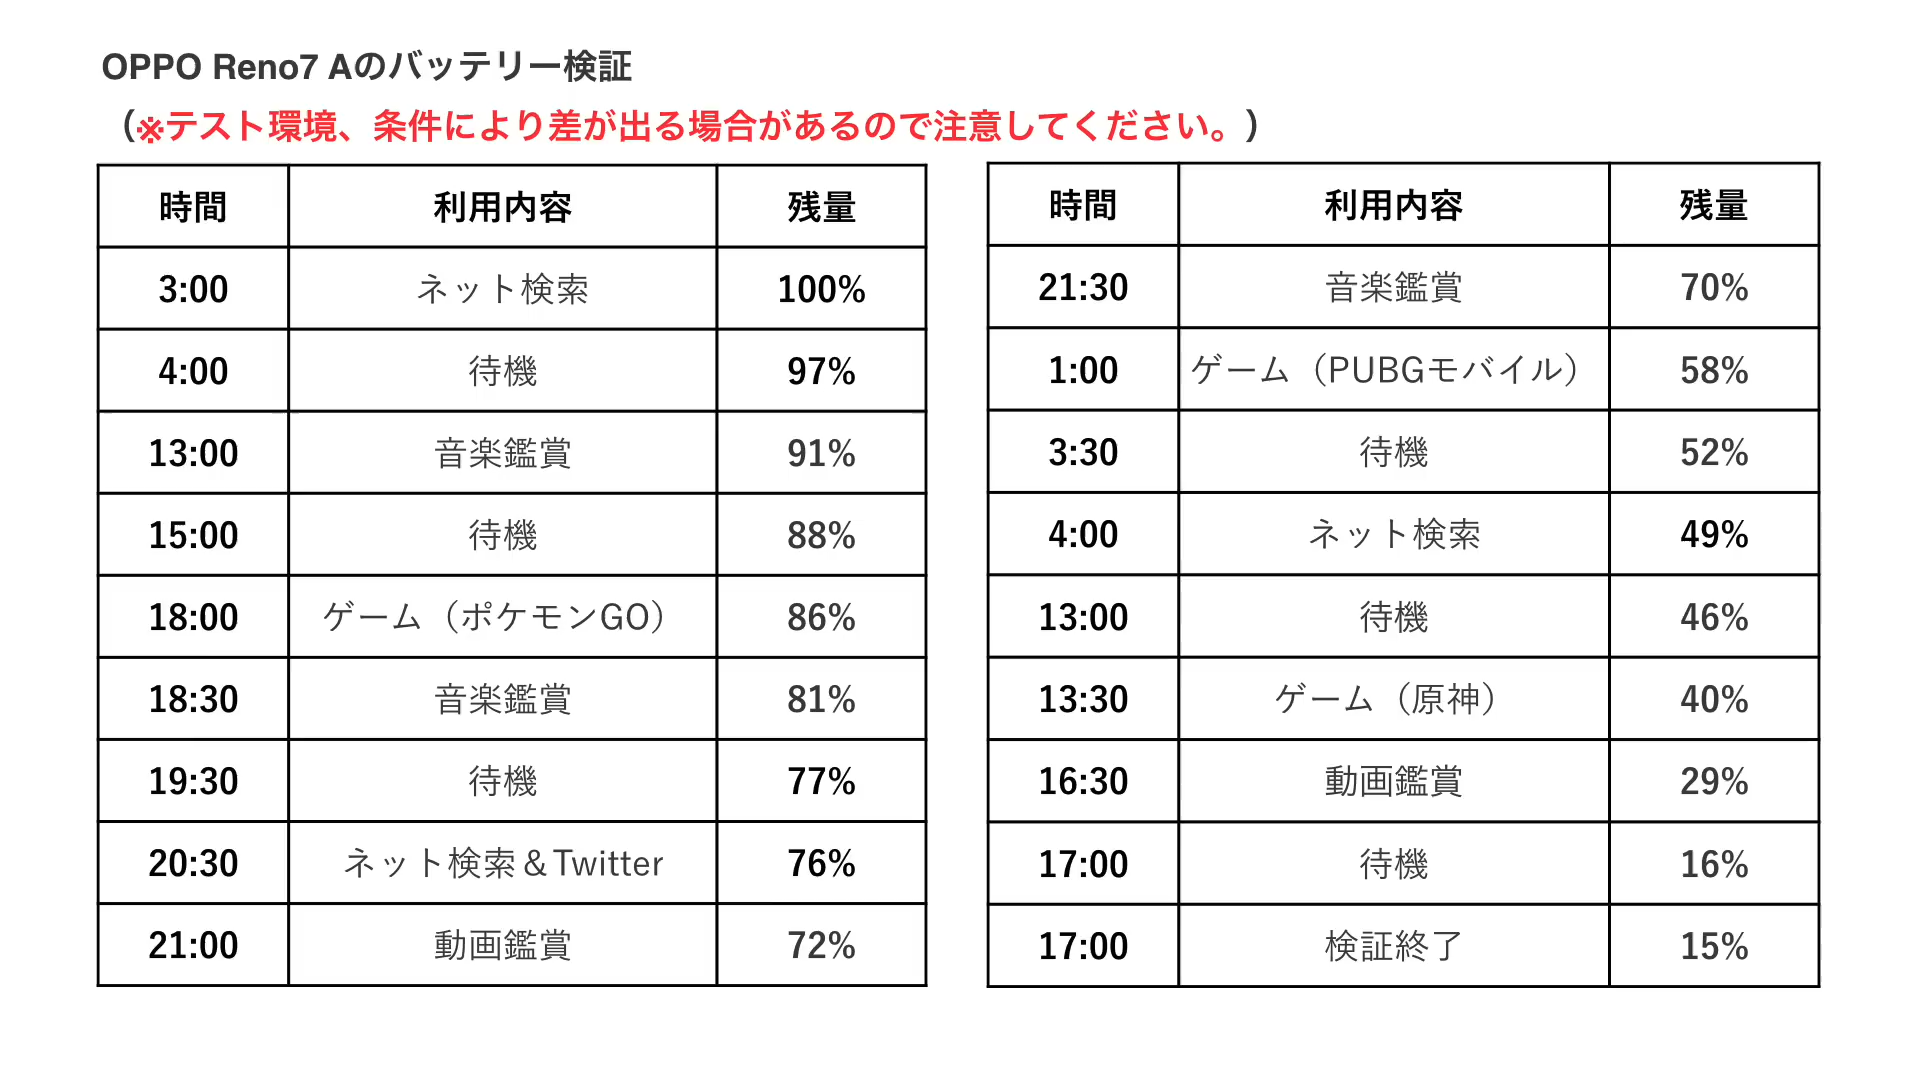 OPPO Reno7 Aのバッテリー検証
（※テスト環境、条件により差が出る場合があるので注意してください。）
時間 利用内容 残量
3:00 ネット検索 100%
4:00 待機 97%
13:00 音楽鑑賞 91%
15:00 待機 88%
18:00 ゲーム（ポケモンGO） 86%
18:30 音楽鑑賞 81%
19:30 待機 77%
20:30 ネット検索＆Twitter 76%
21:00 動画鑑賞 72%
時間 利用内容 残量
21:30 音楽鑑賞 70%
1:00 ゲーム（PUBGモバイル） 58%
3:30 待機 52%
4:00 ネット検索 49%
13:00 待機 46%
13:30 ゲーム（原神） 40%
16:30 動画鑑賞 29%
17:00 待機 16%
17:00 検証終了 15%